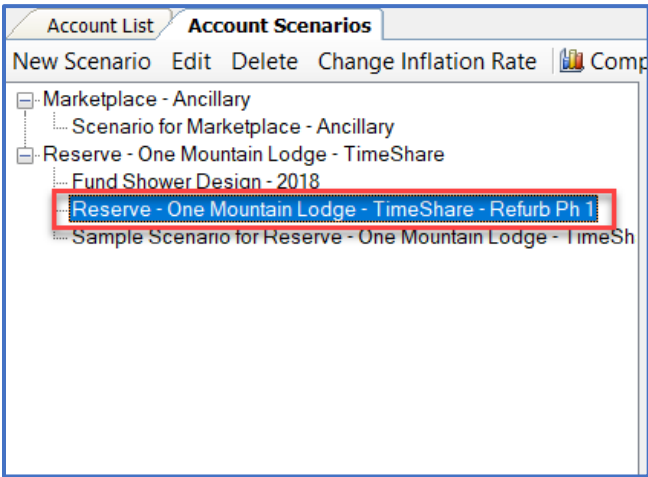 Account List Account Scenarios
New Scenario Edit Delete Change Inflation Rate Comp
Marketplace - Ancillary
Scenario for Marketplace - Ancillary
Reserve - One Mountain Lodge - TimeShare
Fund Shower Design - 2018
Reserve - One Mountain Lodge - TimeShare - Refurb Ph 1
Sample Scenario for Reserve - One Mountain Lodge - TimeSh